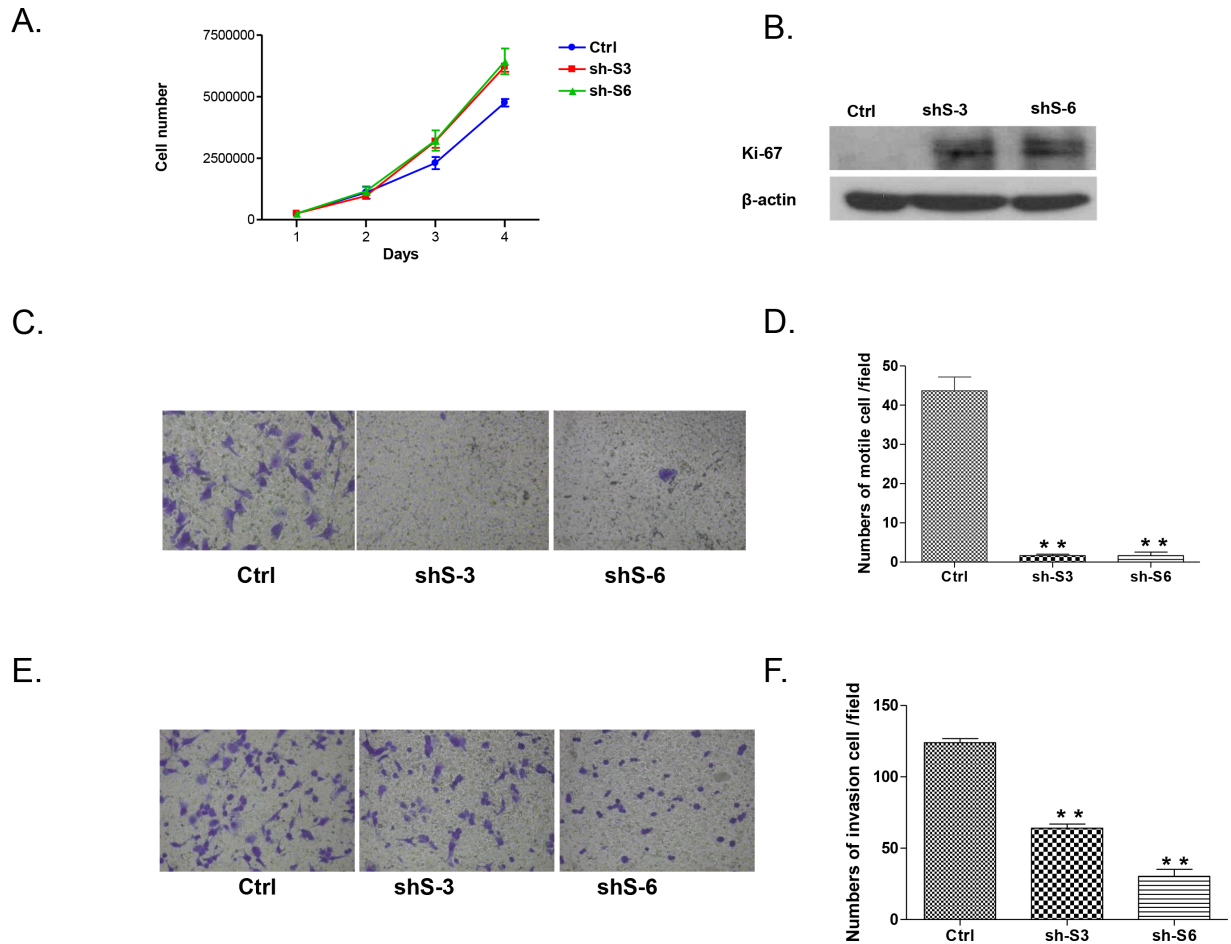 A.
7500000
5000000
2500000
0
Cell number
1 2 3 4
Days
Ctrl
sh-S3
sh-S6
B.
Ctrl shS-3 shS-6
Ki-67
β-actin
C.
Ctrl shS-3 shS-6
D.
Numbers of motile cell /field
50
40
30
20
10
0
* * * *
Ctrl sh-S3 sh-S6
E.
Ctrl shS-3 shS-6
F.
Numbers of invasion cell /field
150
100
50
0
* *
* *
Ctrl sh-S3 sh-S6